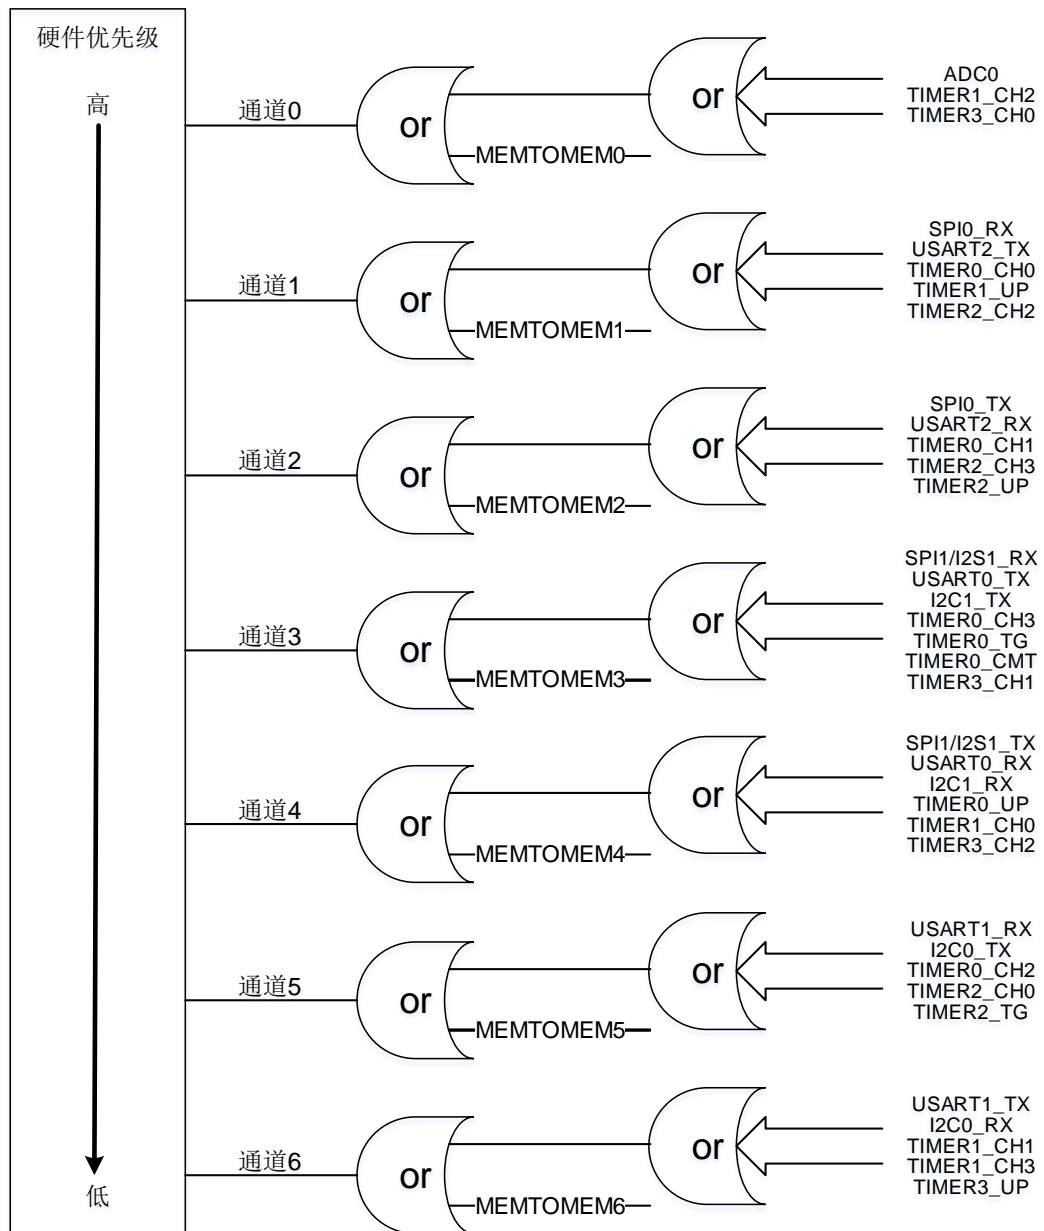 硬件优先级
高
通道0
or
MEMTOMEM0
or
ADC0
TIMER1_CH2
TIMER3_CH0
通道1
or
MEMTOMEM1
or
SPI0_RX
USART2_TX
TIMER0_CH0
TIMER1_UP
TIMER2_CH2
通道2
or
MEMTOMEM2
or
SPI0_TX
USART2_RX
TIMER0_CH1
TIMER2_CH3
TIMER2_UP
通道3
or
MEMTOMEM3
or
SPI1/I2S1_RX
USART0_TX
I2C1_TX
TIMER0_CH3
TIMER0_TG
TIMER0_CMT
TIMER3_CH1
通道4
or
MEMTOMEM4
or
SPI1/I2S1_TX
USART0_RX
I2C1_RX
TIMER0_UP
TIMER1_CH0
TIMER3_CH2
通道5
or
MEMTOMEM5
or
USART1_RX
I2C0_TX
TIMER0_CH2
TIMER2_CH0
TIMER2_TG
通道6
or
MEMTOMEM6
or
USART1_TX
I2C0_RX
TIMER1_CH1
TIMER1_CH3
TIMER3_UP
低